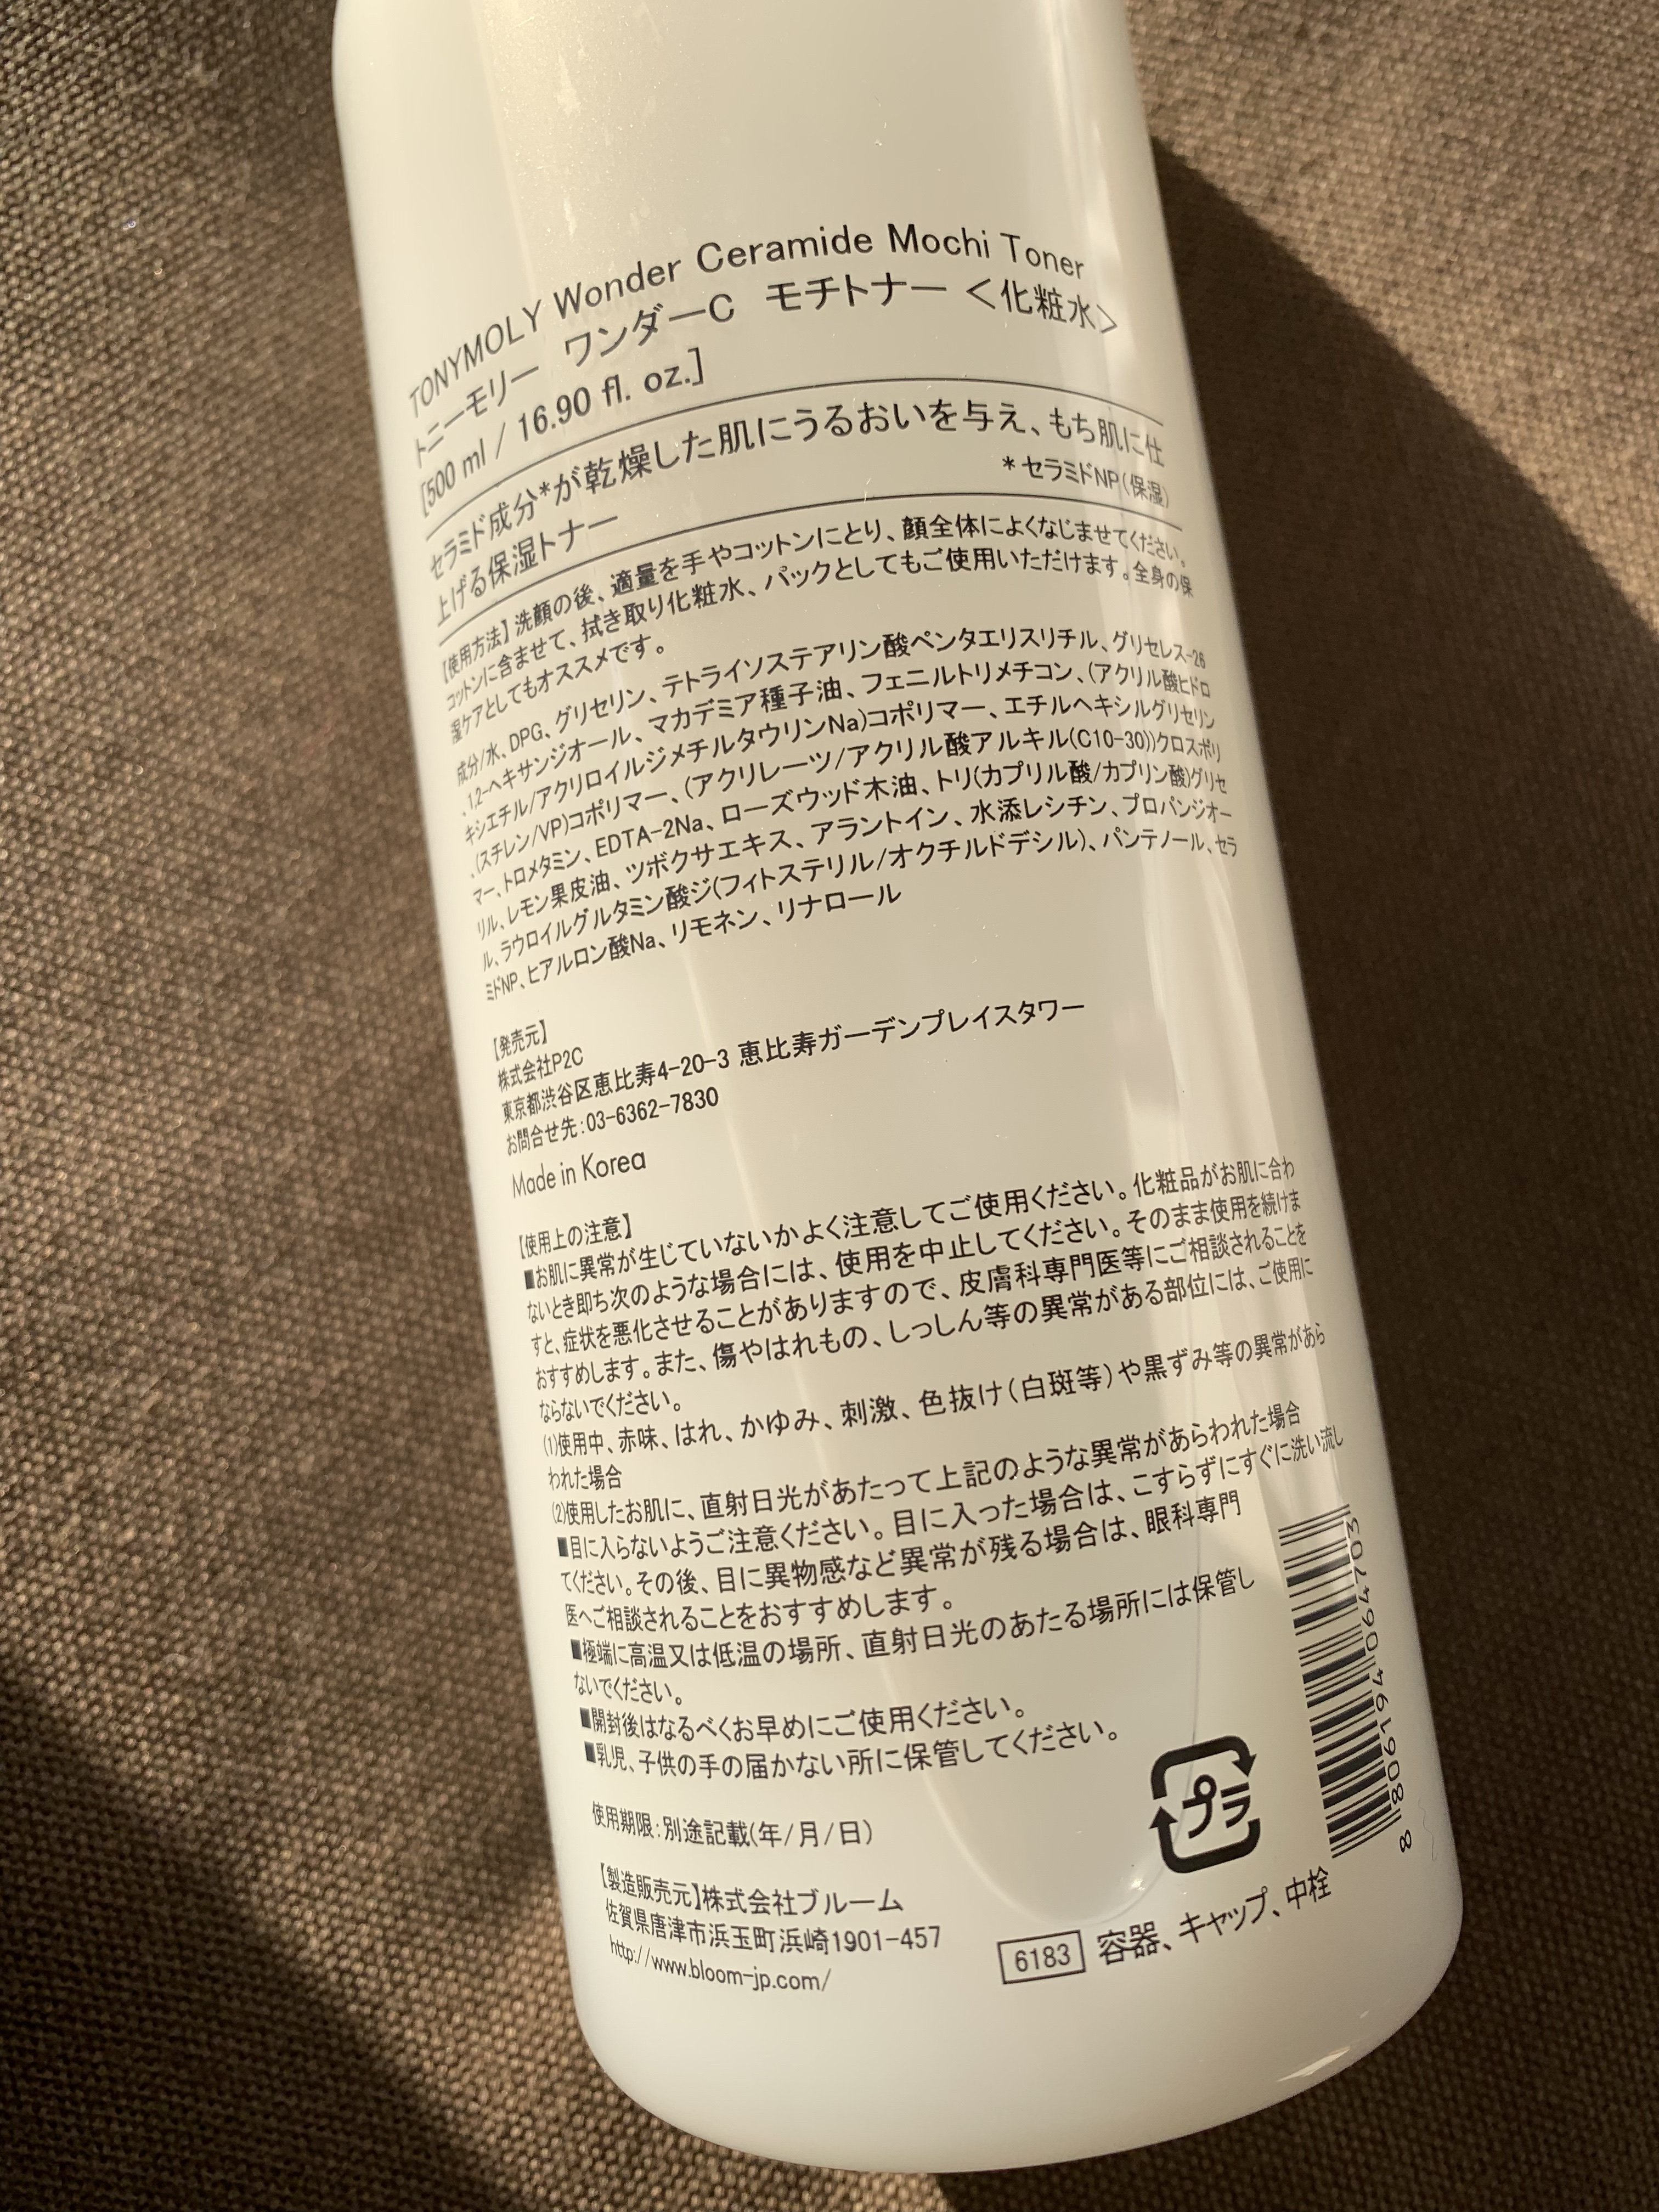 TONYMOLY Wonder Ceramide Mochi Toner
トニーモリー ワンダーC モチトナー <化粧水>
[500 ml / 16.90 fl. oz.]
セラミド成分*が乾燥した肌にうるおいを与え、もち肌に仕
上げる保湿トナー
*セラミドNP(保湿)
【使用方法】洗顔の後、適量を手やコットンにとり、顔全体によくなじませてください。
コットンに含ませて、拭き取り化粧水、パックとしてもご使用いただけます。全身の保
湿ケアとしてもオススメです。
成分/水、DPG、グリセリン、テトライソステアリン酸ペンタエリスリチル、グリセレス-26
、1,2-ヘキサンジオール、マカデミア種子油、フェニルトリメチコン、(アクリル酸ヒドロ
キシエチル/アクリロイルジメチルタウリンNa)コポリマー、エチルヘキシルグリセリン
、(スチレン/VP)コポリマー、(アクリレーツ/アクリル酸アルキル(C10-30))クロスポリ
マー、トロメタミン、EDTA-2Na、ローズウッド木油、トリ(カプリル酸/カプリン酸)グリセ
リル、レモン果皮油、ツボクサエキス、アラントイン、水添レシチン、プロパンジオー
ル、ラウロイルグルタミン酸ジ(フィトステリル/オクチルドデシル)、パンテノール、セラ
ミドNP、ヒアルロン酸Na、リモネン、リナロール
【発売元】
株式会社P2C
東京都渋谷区恵比寿4-20-3 恵比寿ガーデンプレイスタワー
お問合せ先:03-6362-7830
Made in Korea
【使用上の注意】
■お肌に異常が生じていないかよく注意してご使用ください。化粧品がお肌に合わ
ないとき即ち次のような場合には、使用を中止してください。そのまま使用を続けま
すと、症状を悪化させることがありますので、皮膚科専門医等にご相談されることを
おすすめします。また、傷やはれもの、しっしん等の異常がある部位には、ご使用に
ならないでください。
(1)使用中、赤味、はれ、かゆみ、刺激、色抜け(白斑等)や黒ずみ等の異常があら
われた場合
(2)使用したお肌に、直射日光があたって上記のような異常があらわれた場合
■目に入らないようご注意ください。目に入った場合は、こすらずにすぐに洗い流し
てください。その後、目に異物感など異常が残る場合は、眼科専門
医へご相談されることをおすすめします。
■極端に高温又は低温の場所、直射日光のあたる場所には保管し
ないでください。
■開封後はなるべくお早めにご使用ください。
■乳児、子供の手の届かない所に保管してください。
使用期限:別途記載(年/月/日)
【製造販売元】株式会社ブルーム
佐賀県唐津市浜玉町浜崎1901-457
http://www.bloom-jp.com/
プラ
6183 容器、キャップ、中栓
8 806194 094703